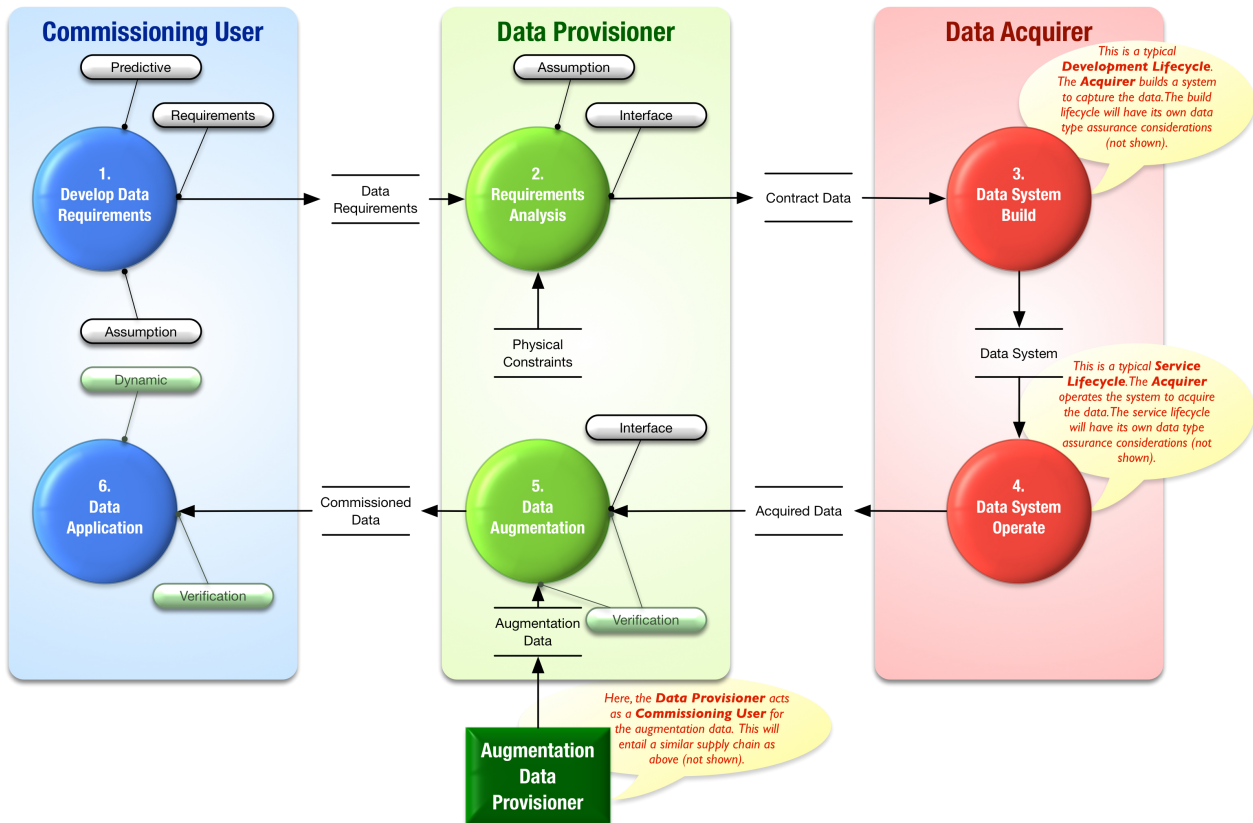 Commissioning User
Data Provisioner
Data Acquirer
Predictive
Requirements
1.
Develop Data
Requirements
Assumption
Data
Requirements
Assumption
Interface
2.
Requirements
Analysis
Physical
Constraints
Contract Data
This is a typical
Development Lifecycle.
The Acquirer builds a system
to capture the data. The build
lifecycle will have its own data
type assurance considerations
(not shown).
3.
Data System
Build
Data System
This is a typical Service
Lifecycle. The Acquirer
operates the system to acquire
the data. The service lifecycle
will have its own data type
assurance considerations (not
shown).
4.
Data System
Operate
Acquired Data
Interface
5.
Data
Augmentation
Verification
Augmentation
Data
Commissioned
Data
Dynamic
6.
Data
Application
Verification
Here, the Data Provisioner acts
as a Commissioning User for
the augmentation data. This will
entail a similar supply chain as
above (not shown).
Augmentation
Data
Provisioner